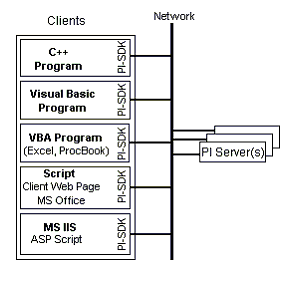 Clients
Network
C++
Program
PI-SDK
Visual Basic
Program
PI-SDK
VBA Program
(Excel, ProcBook)
PI-SDK
PI Server(s)
Script
Client Web Page
MS Office
PI-SDK
MS IIS
ASP Script
PI-SDK